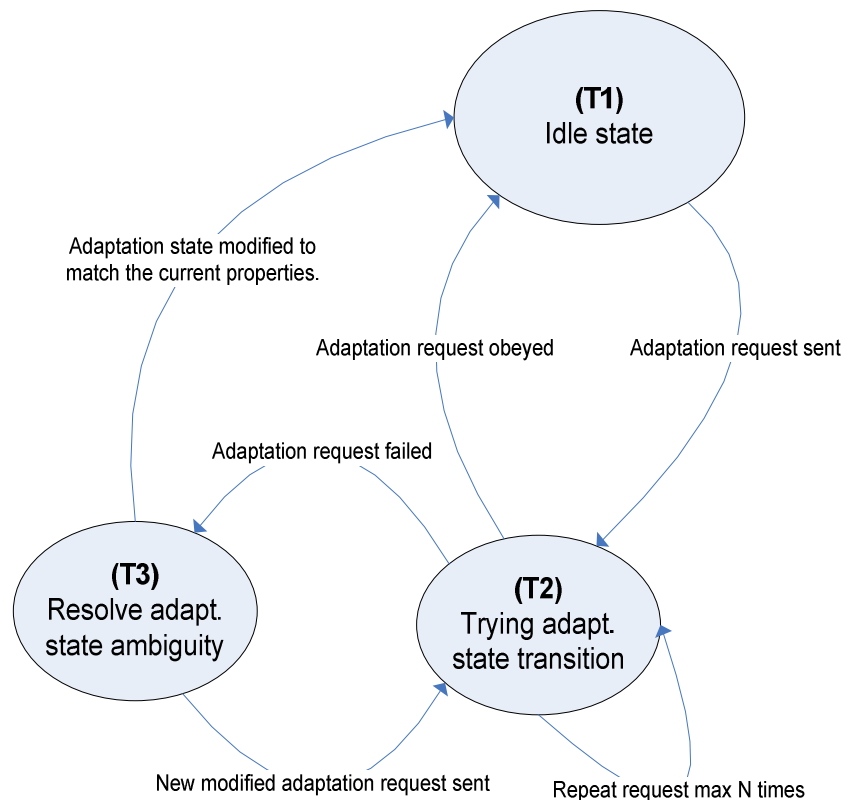 (T1)
Idle state
Adaptation state modified to
match the current properties.
Adaptation request obeyed
Adaptation request sent
Adaptation request failed
(T3)
Resolve adapt.
state ambiguity
(T2)
Trying adapt.
state transition
New modified adaptation request sent
Repeat request max N times